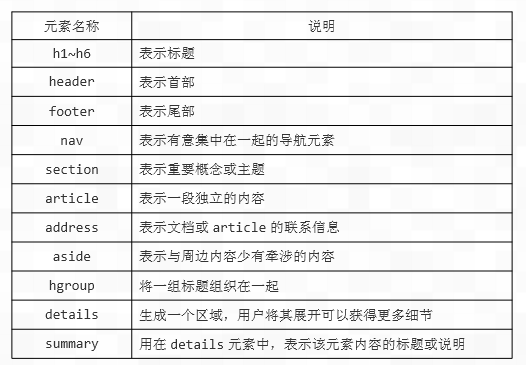 元素名称 说明
h1~h6 表示标题
header 表示首部
footer 表示尾部
nav 表示有意集中在一起的导航元素
section 表示重要概念或主题
article 表示一段独立的内容
address 表示文档或 article 的联系信息
aside 表示与周边内容少有牵涉的内容
hgroup 将一组标题组织在一起
details 生成一个区域，用户将其展开可以获得更多细节
summary 用在 details 元素中，表示该元素内容的标题或说明